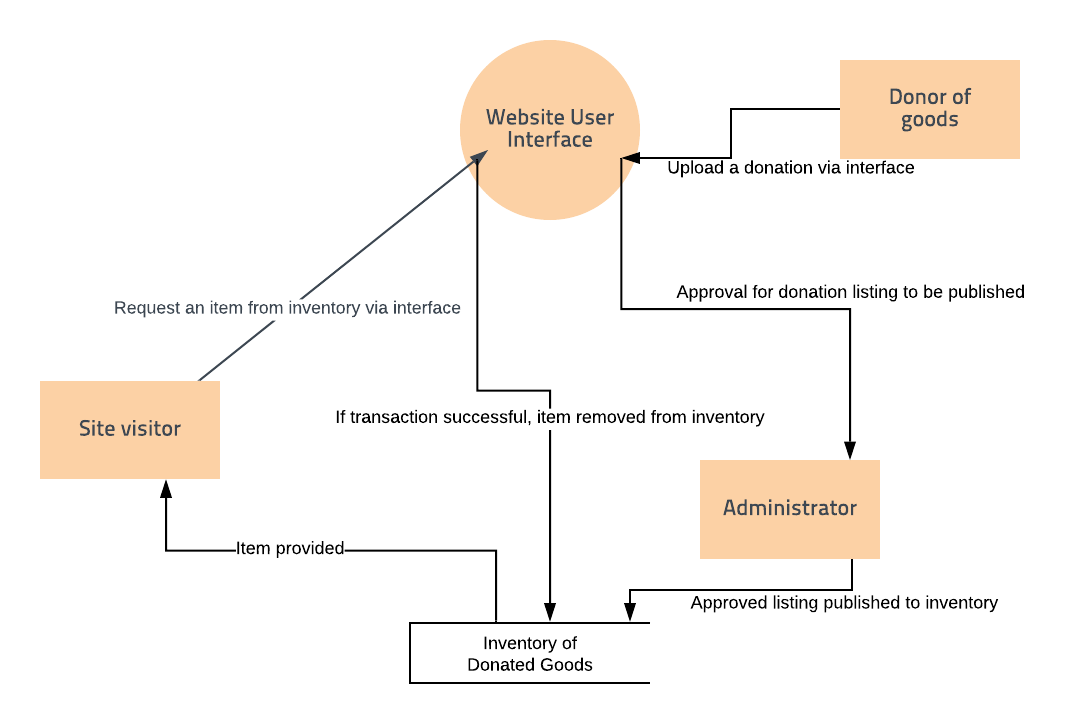 Website User
Interface
Donor of
goods
Upload a donation via interface
Approval for donation listing to be published
Request an item from inventory via interface
Site visitor
If transaction successful, item removed from inventory
Administrator
Item provided
Approved listing published to inventory
Inventory of
Donated Goods